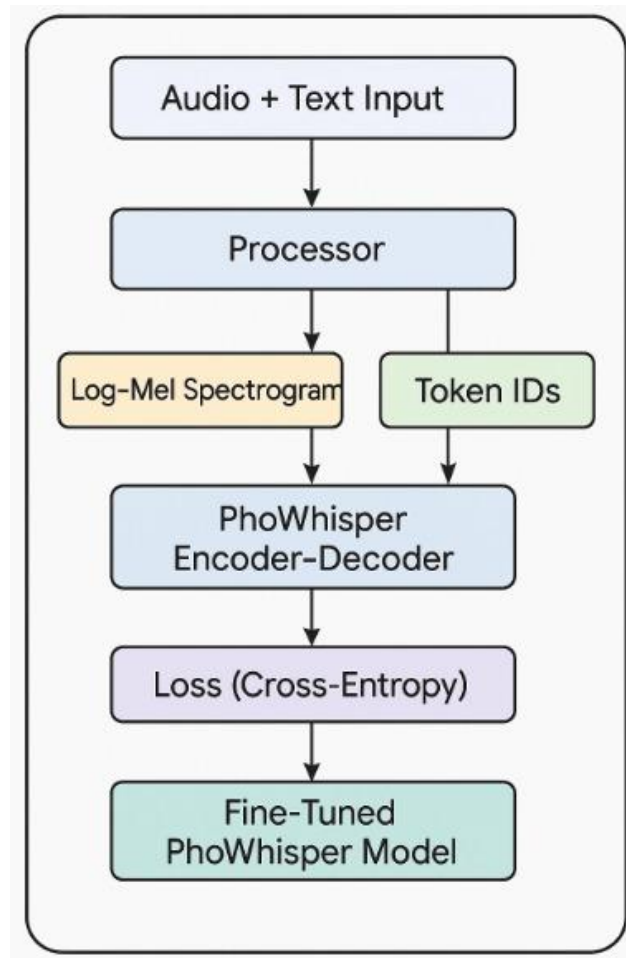 Audio + Text Input
Processor
Log-Mel Spectrogram
Token IDs
PhoWhisper
Encoder-Decoder
Loss (Cross-Entropy)
Fine-Tuned
PhoWhisper Model